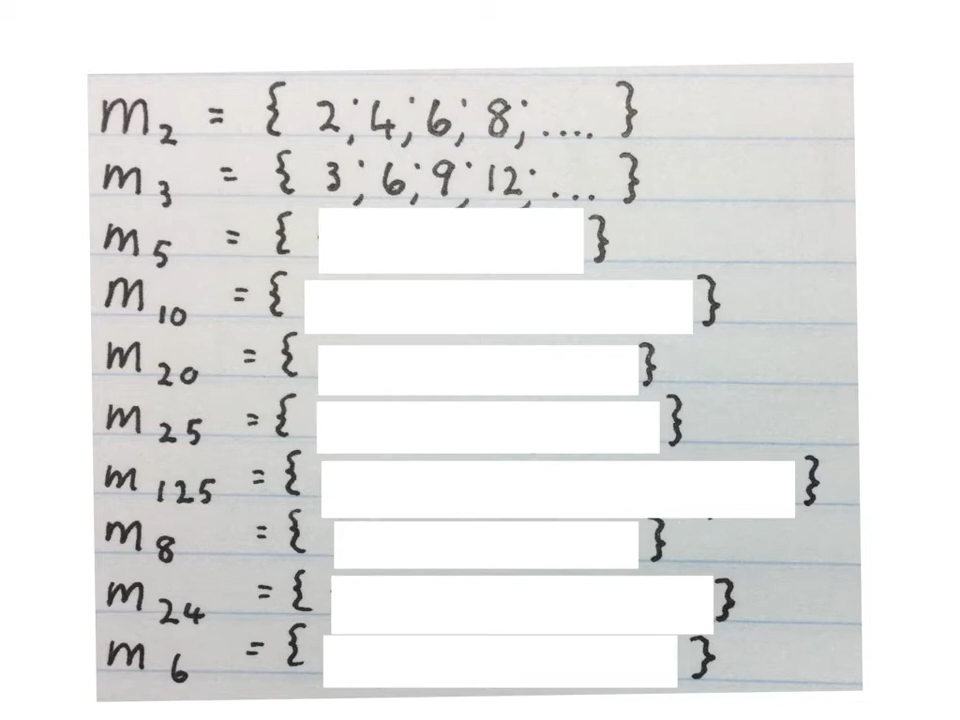 m₂ = { 2; 4; 6; 8; .... }
m₃ = { 3; 6; 9; 12; ... }
m₅ = { }
m₁₀ = { }
m₂₀ = { }
m₂₅ = { }
m₁₂₅ = { }
m₈ = { }
m₂₄ = { }
m₆ = { }